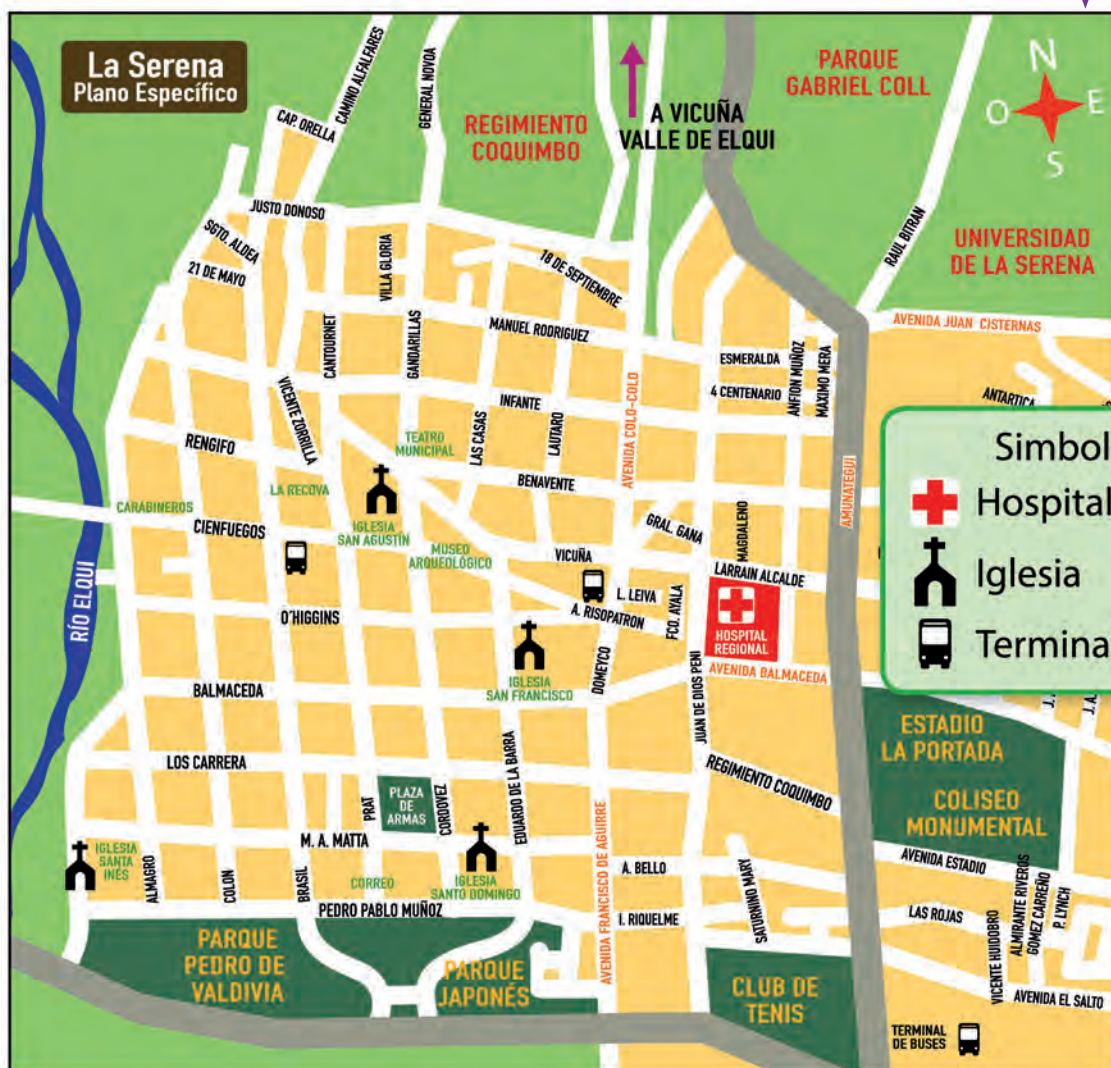 La Serena
Plano Específico
CAMINO ALFALFARES
GENERAL NOVOA
CAP. ORELLA
REGIMIENTO
COQUIMBO
A VICUÑA
VALLE DE ELQUI
PARQUE
GABRIEL COLL
N
O
E
S
RAUL BITRAN
UNIVERSIDAD
DE LA SERENA
JUSTO DONOSO
SGTO. ALDEA
21 DE MAYO
VILLA GLORIA
18 DE SEPTIEMBRE
CANTOURNET
GANDARILLAS
MANUEL RODRIGUEZ
AVENIDA JUAN CISTERNAS
ESMERALDA
4 CENTENARIO
ANFION MUÑOZ
MAXIMO MERA
ANTARTICA
VICENTE ZORRILLA
INFANTE
LAS CASAS
LAUTARO
AVENIDA COLO-COLO
RENGIFO
TEATRO
MUNICIPAL
LA RECOVA
BENAVENTE
AMUNATEGUI
Simbol
Hospital
Iglesia
Termina
CARABINEROS
CIENFUEGOS
IGLESIA
SAN AGUSTÍN
MUSEO
ARQUEOLÓGICO
VICUÑA
GRAL. GANA
MAGDALENO
LARRAIN ALCALDE
L. LEIVA
A. RISOPATRON
FCO. AYALA
HOSPITAL
REGIONAL
RÍO ELQUI
O'HIGGINS
BALMACEDA
IGLESIA
SAN FRANCISCO
DOMEYCO
JUAN DE DIOS PENI
AVENIDA BALMACEDA
J. T.
J. A.
ESTADIO
LA PORTADA
COLISEO
MONUMENTAL
LOS CARRERA
PLAZA
DE
ARMAS
PRAT
CORDOVEZ
EDUARDO DE LA BARRA
REGIMIENTO COQUIMBO
M. A. MATTA
IGLESIA
SANTA
INÉS
ALMAGRO
COLON
BRASIL
CORREO
IGLESIA
SANTO DOMINGO
AVENIDA FRANCISCO DE AGUIRRE
A. BELLO
AVENIDA ESTADIO
PEDRO PABLO MUÑOZ
I. RIQUELME
SATURNINO MARY
LAS ROJAS
VICENTE HUIDOBRO
ALMIRANTE RIVEROS
GOMEZ CARREÑO
P. LYNCH
PARQUE
PEDRO DE
VALDIVIA
PARQUE
JAPONÉS
CLUB DE
TENIS
AVENIDA EL SALTO
TERMINAL
DE BUSES